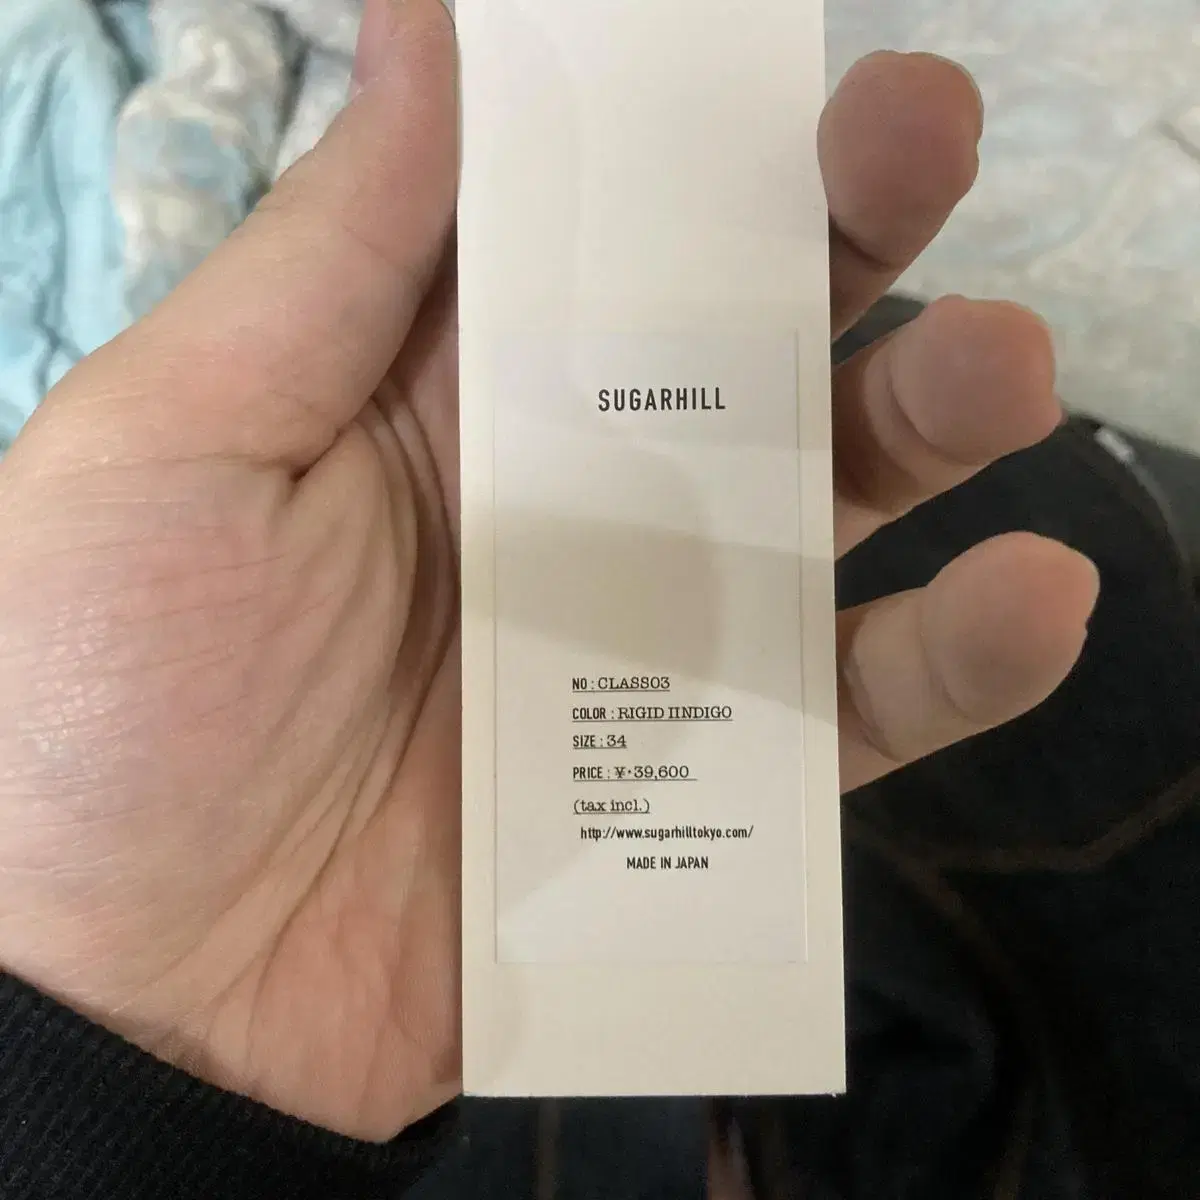 SUGARHILL
NO : CLASS03
COLOR : RIGID IINDIGO
SIZE : 34
PRICE : ¥・39,600
(tax incl.)
http://www.sugarhilltokyo.com/
MADE IN JAPAN